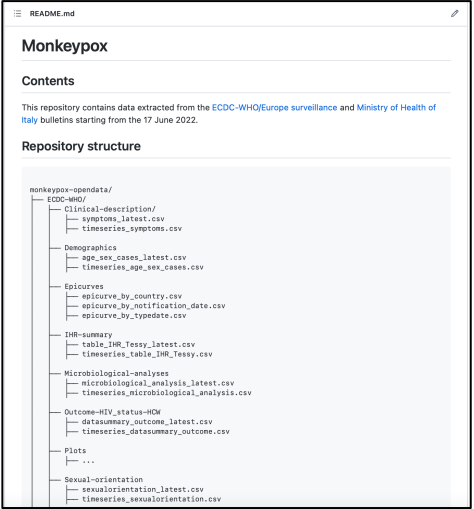 README.md
Monkeypox
Contents
This repository contains data extracted from the ECDC-WHO/Europe surveillance and Ministry of Health of
Italy bulletins starting from the 17 June 2022.
Repository structure
monkeypox-opendata/
├── ECDC-WHO/
│   ├── Clinical-description/
│   │   ├── symptoms_latest.csv
│   │   ├── timeseries_symptoms.csv
│   ├── Demographics
│   │   ├── age_sex_cases_latest.csv
│   │   ├── timeseries_age_sex_cases.csv
│   ├── Epicurves
│   │   ├── epicurve_by_country.csv
│   │   ├── epicurve_by_notification_date.csv
│   │   ├── epicurve_by_typedate.csv
│   ├── IHR-summary
│   │   ├── table_IHR_Tessy_latest.csv
│   │   ├── timeseries_table_IHR_Tessy.csv
│   ├── Microbiological-analyses
│   │   ├── microbiological_analysis_latest.csv
│   │   ├── timeseries_microbiological_analysis.csv
│   ├── Outcome-HIV_status-HCW
│   │   ├── datasummary_outcome_latest.csv
│   │   ├── timeseries_datasummary_outcome.csv
│   ├── Plots
│   │   ├── ...
│   ├── Sexual-orientation
│   │   ├── sexualorientation_latest.csv
│   │   ├── timeseries_sexualorientation.csv